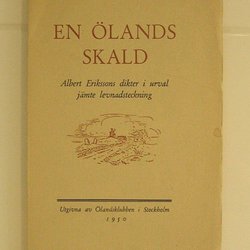 EN ÖLANDS
SKALD
Albert Erikssons dikter i urval
jämte levnadsteckning
Utgivna av Ölandsklubben i Stockholm
1950